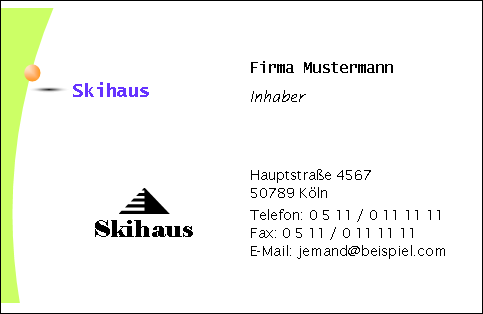 Skihaus
Firma Mustermann
Inhaber
Skihaus
Hauptstraße 4567
50789 Köln
Telefon: 0 5 11 / 0 11 11 11
Fax: 0 5 11 / 0 11 11 11
E-Mail: jemand@beispiel.com